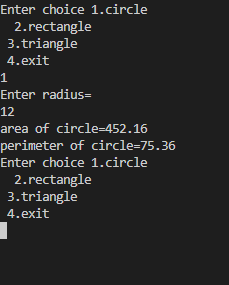 Enter choice 1.circle
  2.rectangle
 3.triangle
 4.exit
1
Enter radius=
12
area of circle=452.16
perimeter of circle=75.36
Enter choice 1.circle
  2.rectangle
 3.triangle
 4.exit